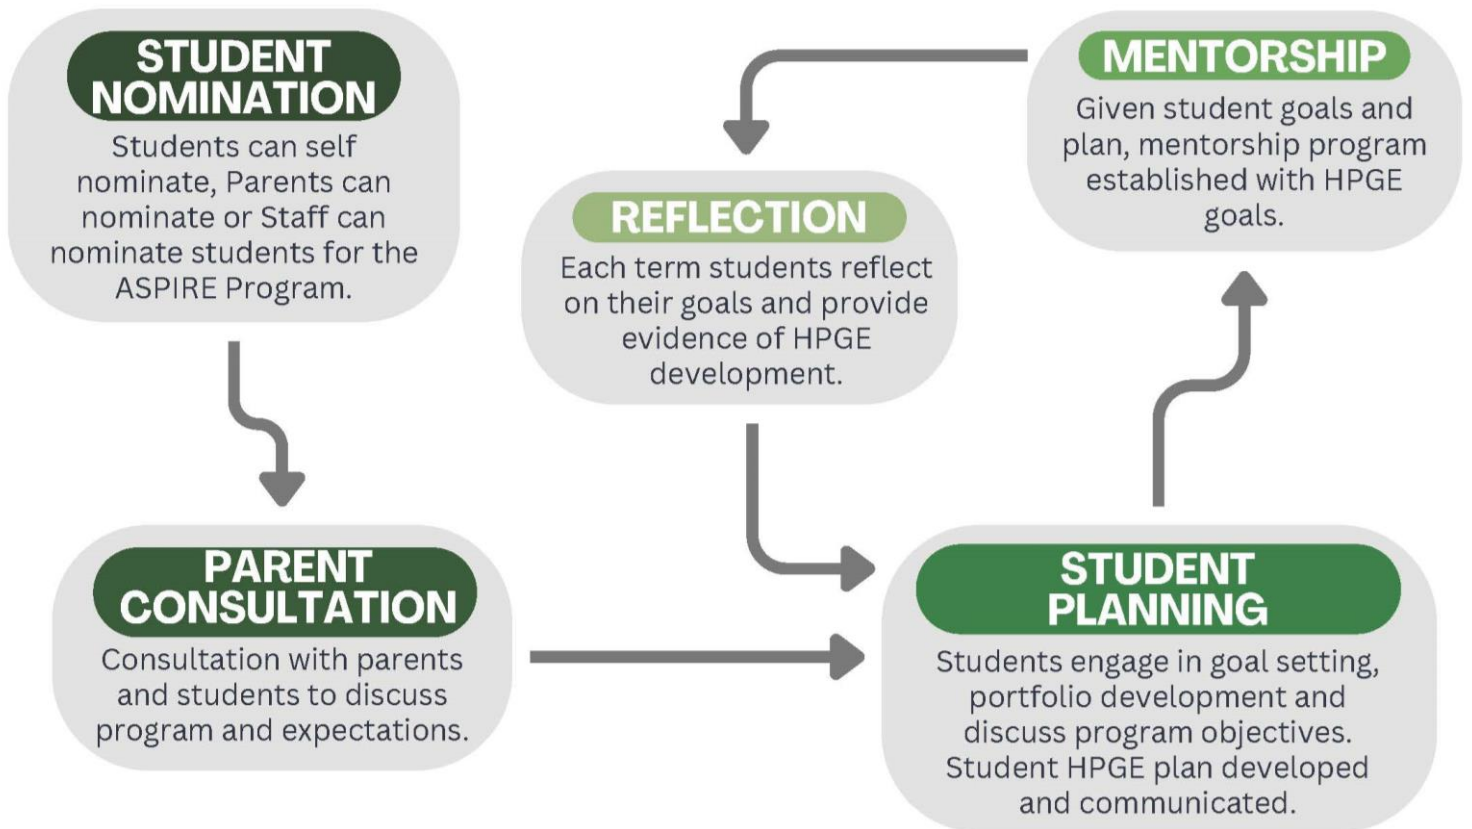 STUDENT
NOMINATION
Students can self
nominate, Parents can
nominate or Staff can
nominate students for the
ASPIRE Program.
PARENT
CONSULTATION
Consultation with parents
and students to discuss
program and expectations.
STUDENT
PLANNING
Students engage in goal setting,
portfolio development and
discuss program objectives.
Student HPGE plan developed
and communicated.
MENTORSHIP
Given student goals and
plan, mentorship program
established with HPGE
goals.
REFLECTION
Each term students reflect
on their goals and provide
evidence of HPGE
development.